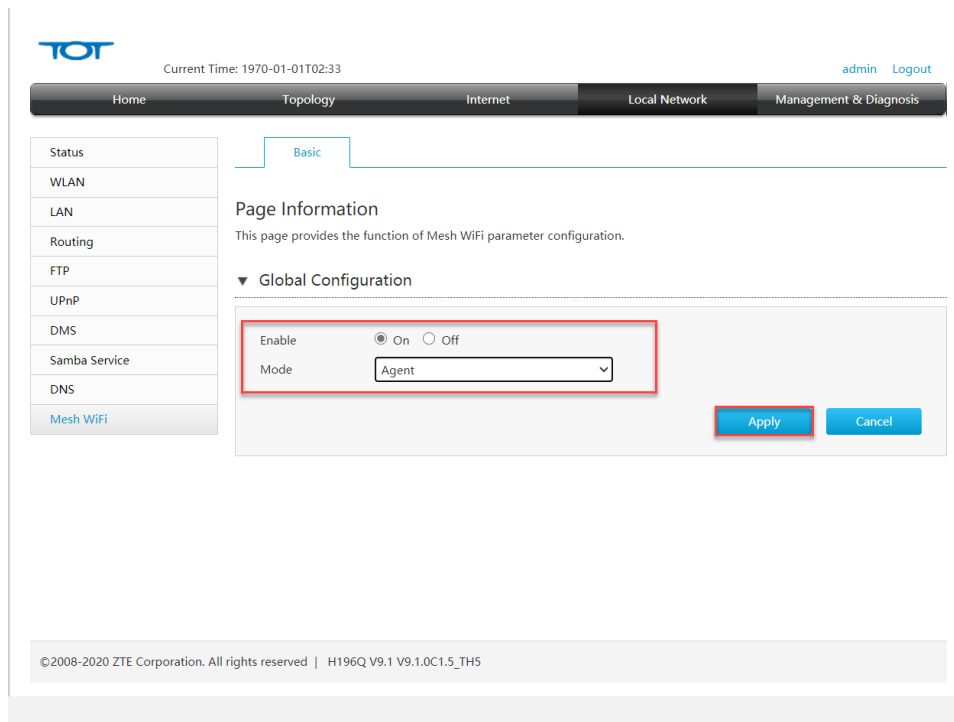 TOT
Current Time: 1970-01-01T02:33
admin Logout
Home Topology Internet Local Network Management & Diagnosis
Status
WLAN
LAN
Routing
FTP
UPnP
DMS
Samba Service
DNS
Mesh WiFi
Basic
Page Information
This page provides the function of Mesh WiFi parameter configuration.
▼ Global Configuration
Enable On Off
Mode Agent
Apply Cancel
©2008-2020 ZTE Corporation. All rights reserved | H196Q V9.1 V9.1.0C1.5_TH5